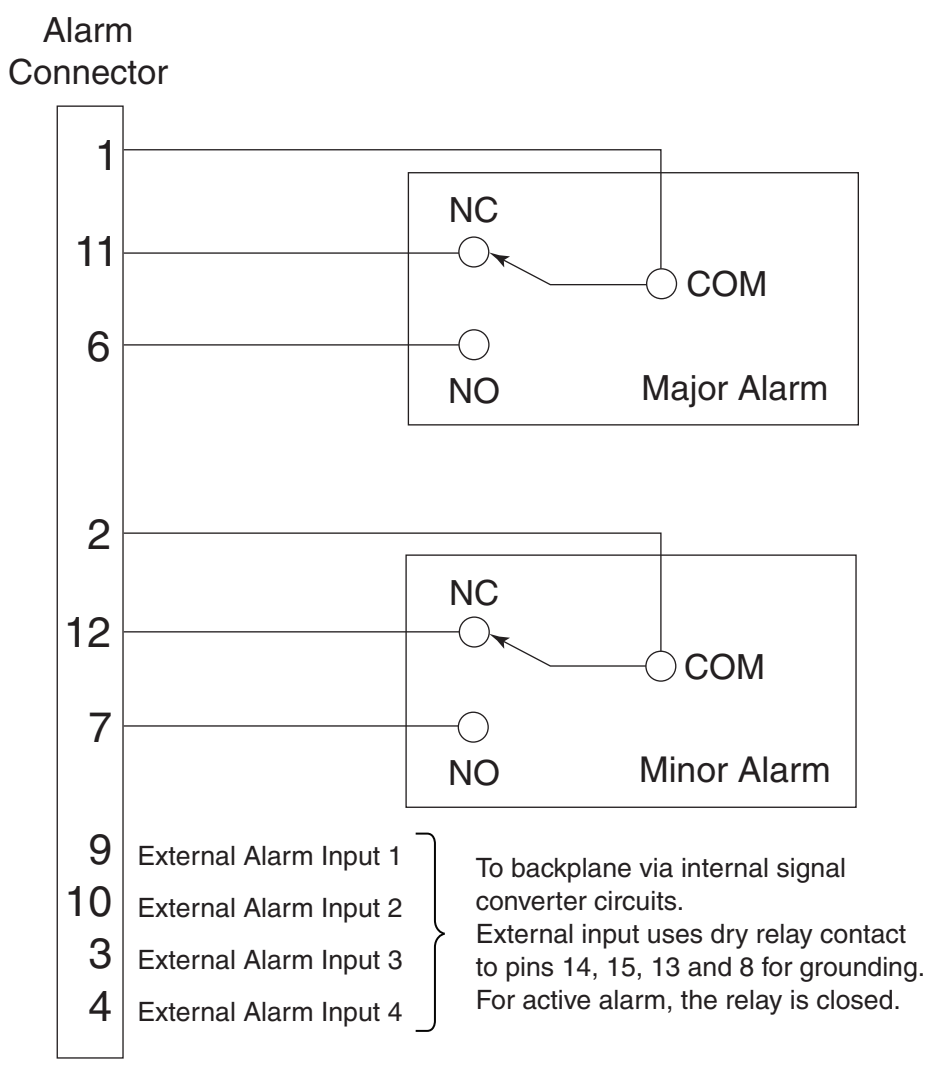 Alarm
Connector
1
NC
11
COM
6
NO
Major Alarm
2
NC
12
COM
7
NO
Minor Alarm
9 External Alarm Input 1
10 External Alarm Input 2
3 External Alarm Input 3
4 External Alarm Input 4
To backplane via internal signal
converter circuits.
External input uses dry relay contact
to pins 14, 15, 13 and 8 for grounding.
For active alarm, the relay is closed.